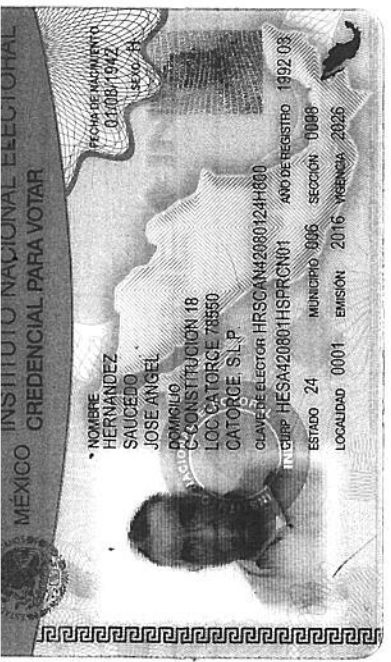 MÉXICO INSTITUTO NACIONAL ELECTORAL
CREDENCIAL PARA VOTAR
NOMBRE
HERNANDEZ
SAUCEDO
JOSE ANGEL
FECHA DE NACIMIENTO
01/08/1942
SEXO H
DOMICILIO
C CONSTITUCION 18
LOC CATORCE 78550
CATORCE, S.L.P.
CLAVE DE ELECTOR HRSCAN42080124H800
CURP HESA420801HSPRCN01 AÑO DE REGISTRO 1992 03
ESTADO 24 MUNICIPIO 006 SECCIÓN 0098
LOCALIDAD 0001 EMISIÓN 2016 VIGENCIA 2026